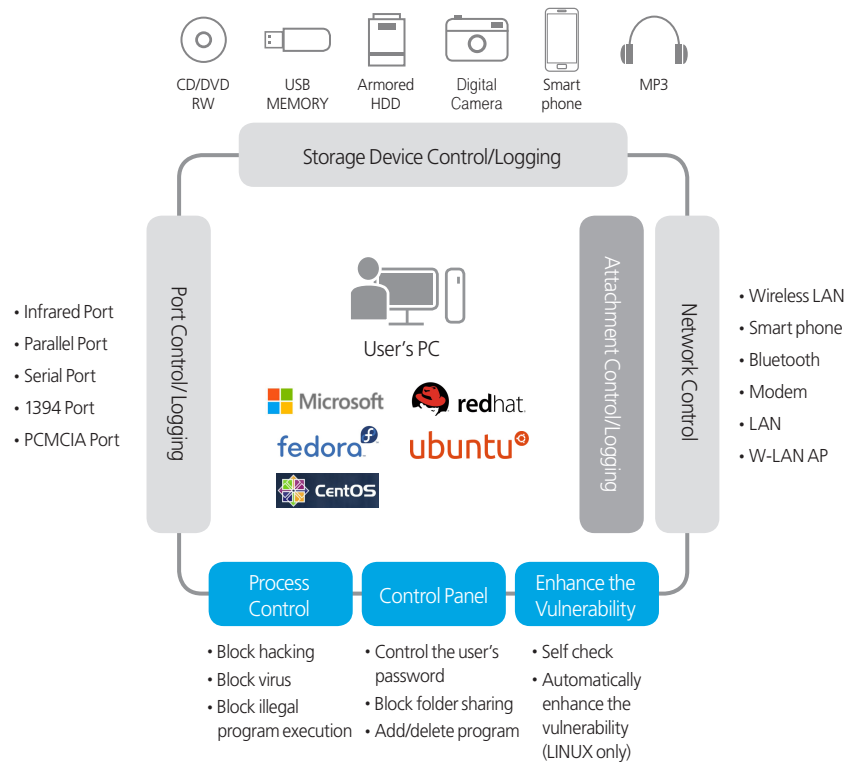 CD/DVD
RW
USB
MEMORY
Armored
HDD
Digital
Camera
Smart
phone
MP3
Storage Device Control/Logging
Port Control/Logging
• Infrared Port
• Parallel Port
• Serial Port
• 1394 Port
• PCMCIA Port
User's PC
Microsoft
redhat.
fedora
ubuntu
CentOS
Attachment Control/Logging
Network Control
• Wireless LAN
• Smart phone
• Bluetooth
• Modem
• LAN
• W-LAN AP
Process
Control
• Block hacking
• Block virus
• Block illegal
program execution
Control Panel
• Control the user's
password
• Block folder sharing
• Add/delete program
Enhance the
Vulnerability
• Self check
• Automatically
enhance the
vulnerability
(LINUX only)